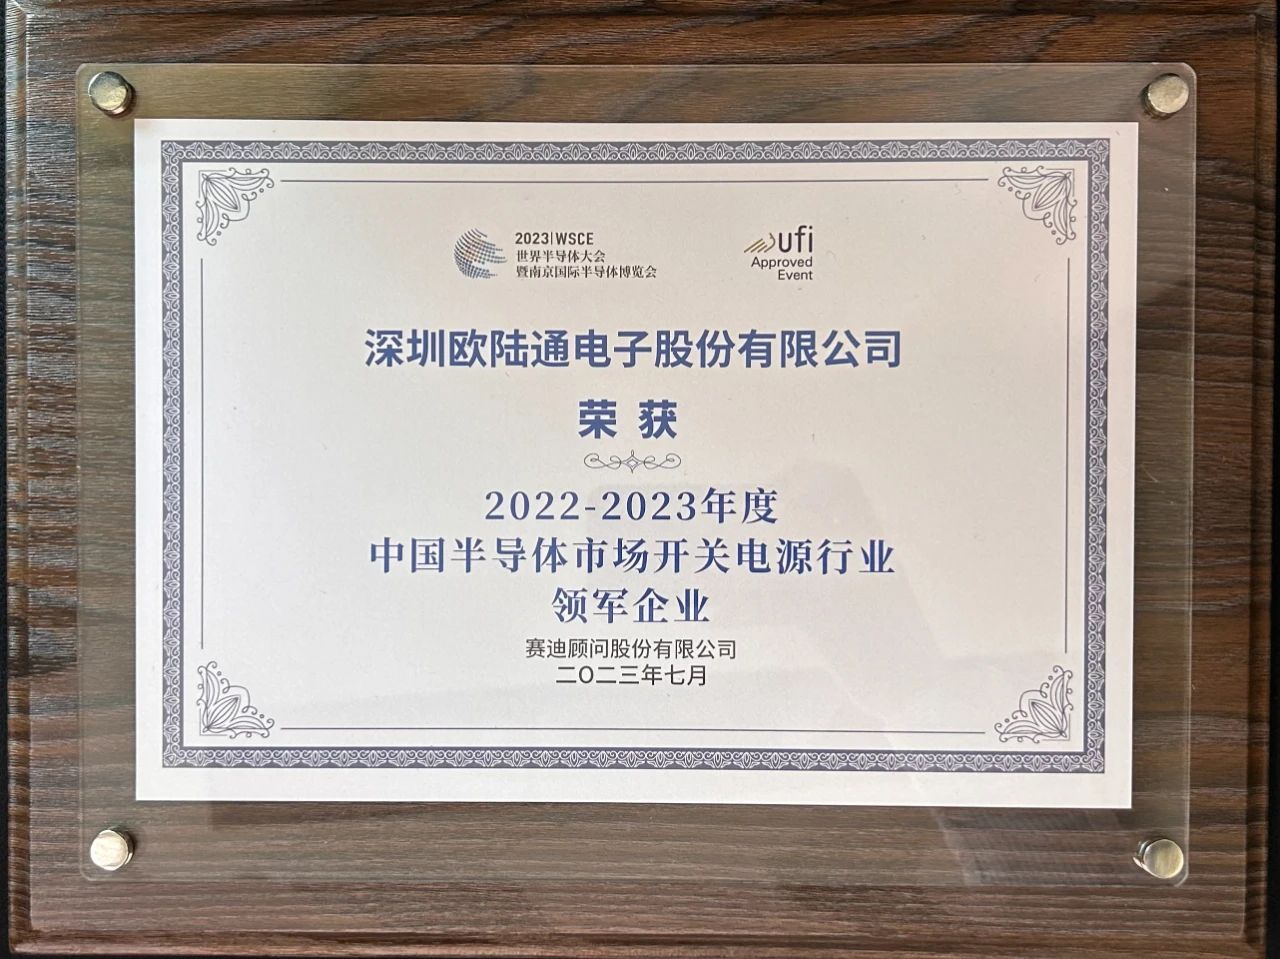 2023|WSCE
世界半导体大会
暨南京国际半导体博览会
ufi
Approved
Event
深圳欧陆通电子股份有限公司
荣获
2022-2023年度
中国半导体市场开关电源行业
领军企业
赛迪顾问股份有限公司
二〇二三年七月